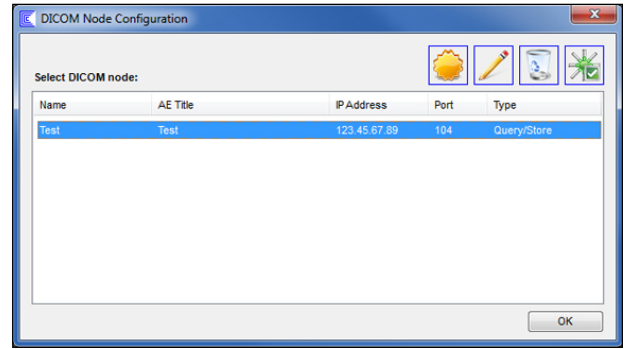 DICOM Node Configuration
Select DICOM node:
Name AE Title IP Address Port Type
Test Test 123.45.67.89 104 Query/Store
OK